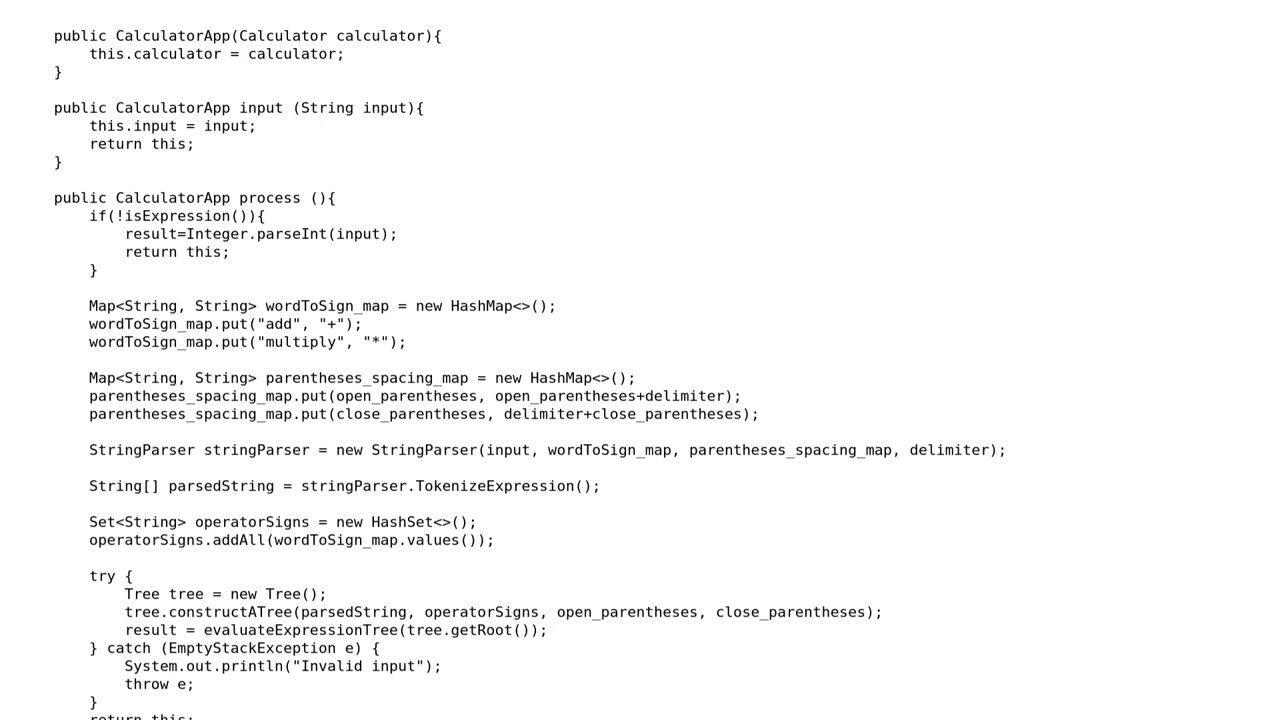 public CalculatorApp(Calculator calculator){
    this.calculator = calculator;
}

public CalculatorApp input (String input){
    this.input = input;
    return this;
}

public CalculatorApp process (){
    if(!isExpression()){
        result=Integer.parseInt(input);
        return this;
    }

    Map<String, String> wordToSign_map = new HashMap<>();
    wordToSign_map.put("add", "+");
    wordToSign_map.put("multiply", "*");

    Map<String, String> parentheses_spacing_map = new HashMap<>();
    parentheses_spacing_map.put(open_parentheses, open_parentheses+delimiter);
    parentheses_spacing_map.put(close_parentheses, delimiter+close_parentheses);

    StringParser stringParser = new StringParser(input, wordToSign_map, parentheses_spacing_map, delimiter);

    String[] parsedString = stringParser.TokenizeExpression();

    Set<String> operatorSigns = new HashSet<>();
    operatorSigns.addAll(wordToSign_map.values());

    try {
        Tree tree = new Tree();
        tree.constructATree(parsedString, operatorSigns, open_parentheses, close_parentheses);
        result = evaluateExpressionTree(tree.getRoot());
    } catch (EmptyStackException e) {
        System.out.println("Invalid input");
        throw e;
    }
    return this;